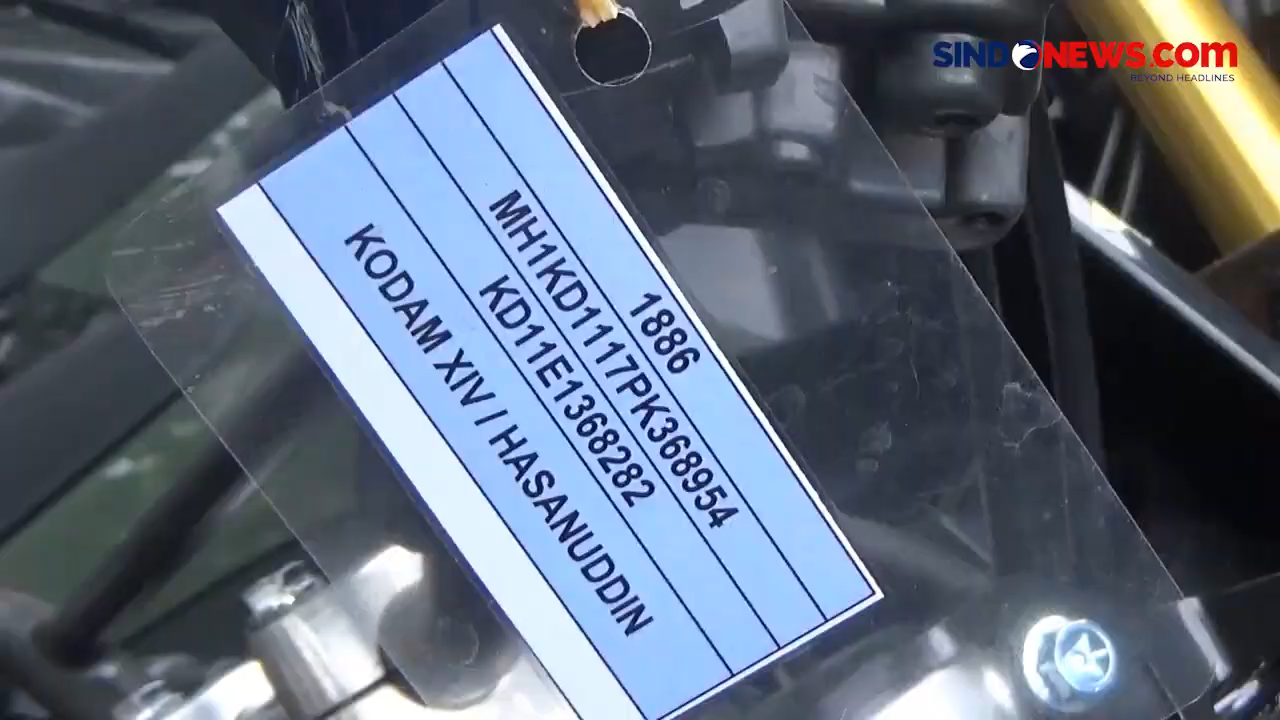 SINDONEWS.com
BEYOND HEADLINES
1886
MH1KD1117PK368954
KD11E1368282
KODAM XIV / HASANUDDIN